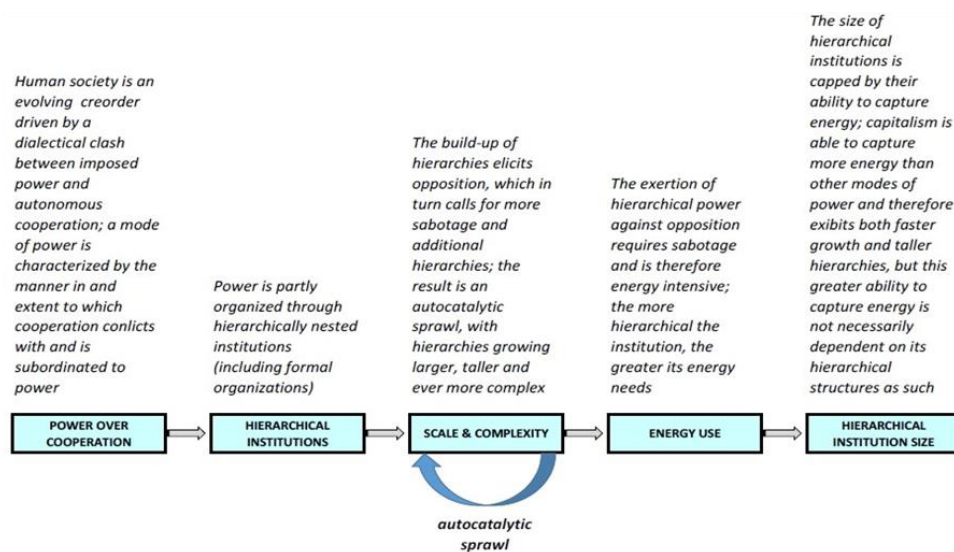 Human society is an
evolving creorder
driven by a
dialectical clash
between imposed
power and
autonomous
cooperation; a mode
of power is
characterized by the
manner in and
extent to which
cooperation conlicts
with and is
subordinated to
power
POWER OVER
COOPERATION
Power is partly
organized through
hierarchically nested
institutions
(including formal
organizations)
HIERARCHICAL
INSTITUTIONS
The build-up of
hierarchies elicits
opposition, which in
turn calls for more
sabotage and
additional
hierarchies; the
result is an
autocatalytic
sprawl, with
hierarchies growing
larger, taller and
ever more complex
SCALE & COMPLEXITY
autocatalytic
sprawl
The exertion of
hierarchical power
against opposition
requires sabotage
and is therefore
energy intensive;
the more
hierarchical the
institution, the
greater its energy
needs
ENERGY USE
The size of
hierarchical
institutions is
capped by their
ability to capture
energy; capitalism is
able to capture
more energy than
other modes of
power and therefore
exibits both faster
growth and taller
hierarchies, but this
greater ability to
capture energy is
not necessarily
dependent on its
hierarchical
structures as such
HIERARCHICAL
INSTITUTION SIZE